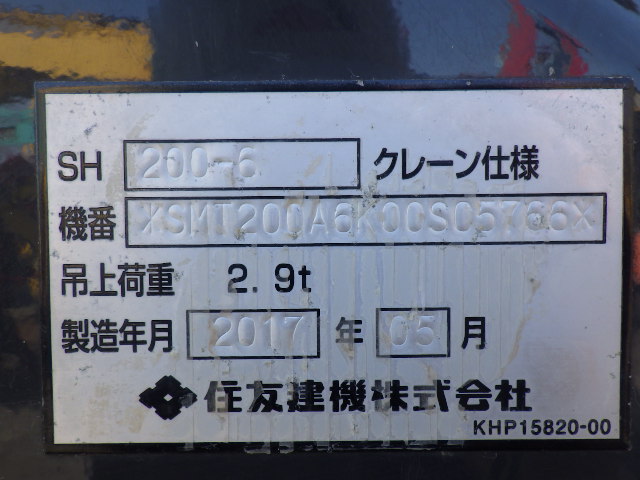 SH 200-6 クレーン仕様
機番 *SMT200A6K00SC5766*
吊上荷重 2.9t
製造年月 2017 年 05 月
住友建機株式会社
KHP15820-00